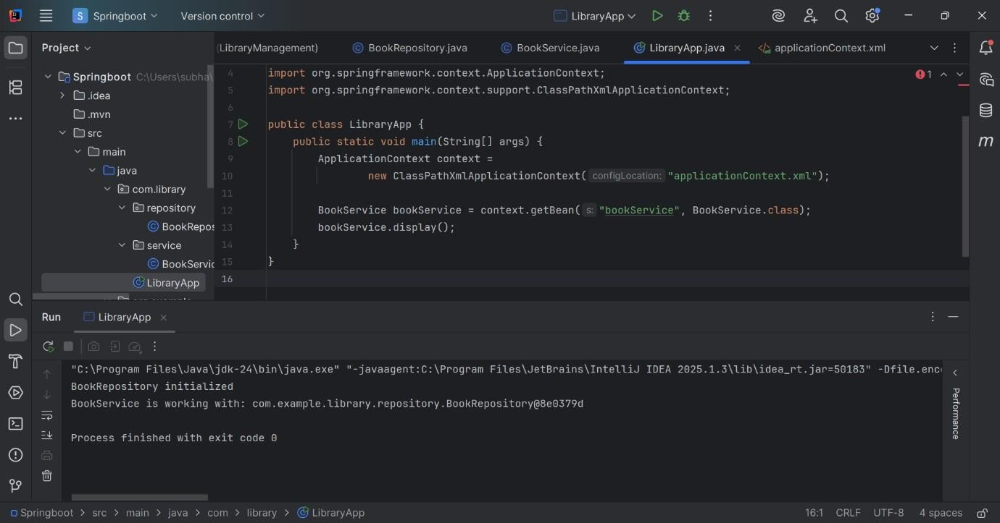 S Springboot Version control LibraryApp
Project
(LibraryManagement) BookRepository.java BookService.java LibraryApp.java applicationContext.xml
Springboot C:\Users\subha\
.idea
.mvn
src
main
java
com.library
repository
BookRepos
service
BookServic
LibraryApp
4 import org.springframework.context.ApplicationContext;
5 import org.springframework.context.support.ClassPathXmlApplicationContext;
6
7 public class LibraryApp {
8 public static void main(String[] args) {
9 ApplicationContext context =
10 new ClassPathXmlApplicationContext( configLocation: "applicationContext.xml");
11
12 BookService bookService = context.getBean( s: "bookService", BookService.class);
13 bookService.display();
14 }
15 }
16
1
m
Run LibraryApp
"C:\Program Files\Java\jdk-24\bin\java.exe" "-javaagent:C:\Program Files\JetBrains\IntelliJ IDEA 2025.1.3\lib\idea_rt.jar=50183" -Dfile.enco
BookRepository initialized
BookService is working with: com.example.library.repository.BookRepository@8e0379d
Process finished with exit code 0
Performance
Springboot > src > main > java > com > library > LibraryApp
16:1 CRLF UTF-8 4 spaces